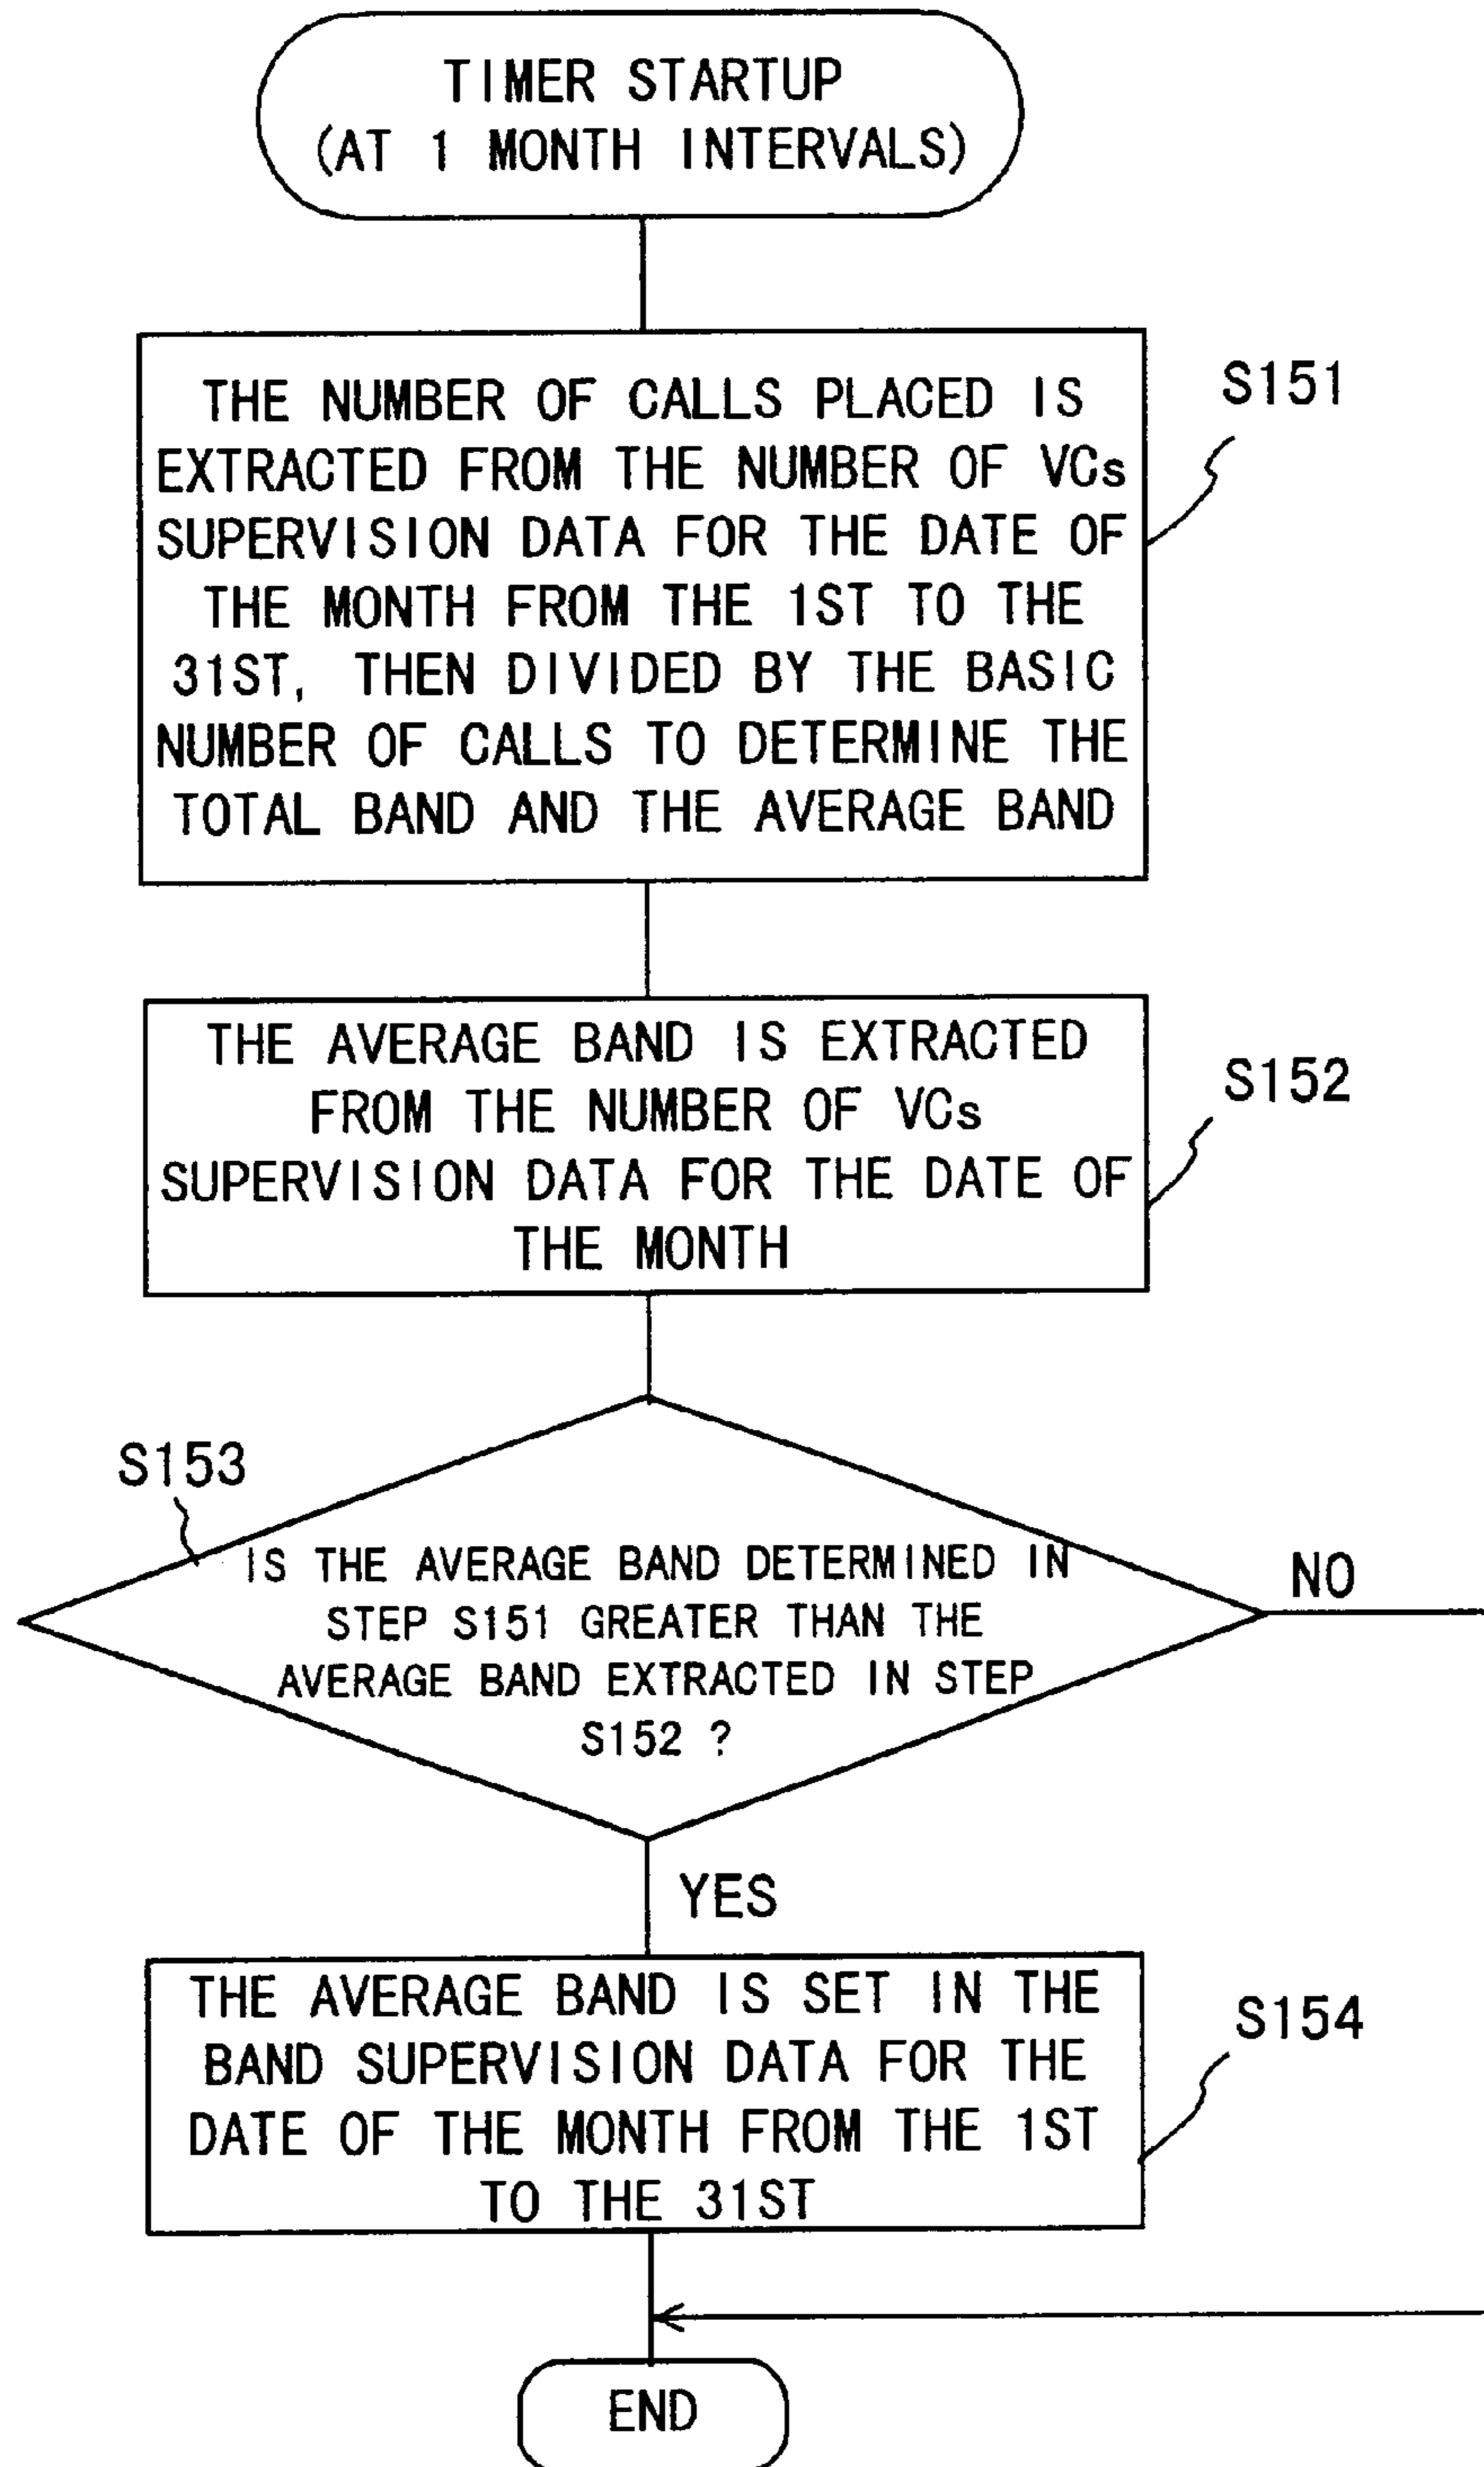 TIMER STARTUP
(AT 1 MONTH INTERVALS)
THE NUMBER OF CALLS PLACED IS
EXTRACTED FROM THE NUMBER OF VCs
SUPERVISION DATA FOR THE DATE OF
THE MONTH FROM THE 1ST TO THE
31ST, THEN DIVIDED BY THE BASIC
NUMBER OF CALLS TO DETERMINE THE
TOTAL BAND AND THE AVERAGE BAND
S151
THE AVERAGE BAND IS EXTRACTED
FROM THE NUMBER OF VCs
SUPERVISION DATA FOR THE DATE OF
THE MONTH
S152
S153
IS THE AVERAGE BAND DETERMINED IN
STEP S151 GREATER THAN THE
AVERAGE BAND EXTRACTED IN STEP
S152 ?
NO
YES
THE AVERAGE BAND IS SET IN THE
BAND SUPERVISION DATA FOR THE
DATE OF THE MONTH FROM THE 1ST
TO THE 31ST
S154
END